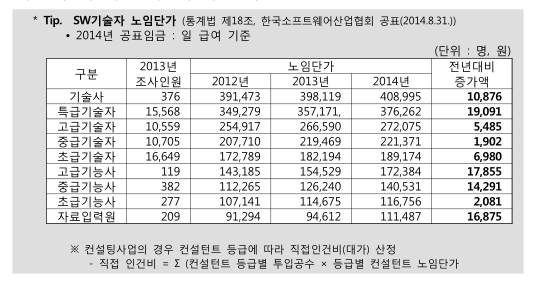 * Tip. SW기술자 노임단가 (통계법 제18조, 한국소프트웨어산업협회 공표(2014.8.31.))
• 2014년 공표임금 : 일 급여 기준
(단위 : 명, 원)
구분 2013년 조사인원 노임단가 전년대비 증가액
2012년 2013년 2014년
기술사 376 391,473 398,119 408,995 10,876
특급기술자 15,568 349,279 357,171, 376,262 19,091
고급기술자 10,559 254,917 266,590 272,075 5,485
중급기술자 10,705 207,710 219,469 221,371 1,902
초급기술자 16,649 172,789 182,194 189,174 6,980
고급기능사 119 143,185 154,529 172,384 17,855
중급기능사 382 112,265 126,240 140,531 14,291
초급기능사 277 107,141 114,675 116,756 2,081
자료입력원 209 91,294 94,612 111,487 16,875
※ 컨설팅사업의 경우 컨설턴트 등급에 따라 직접인건비(대가) 산정
- 직접 인건비 = Σ (컨설턴트 등급별 투입공수 × 등급별 컨설턴트 노임단가